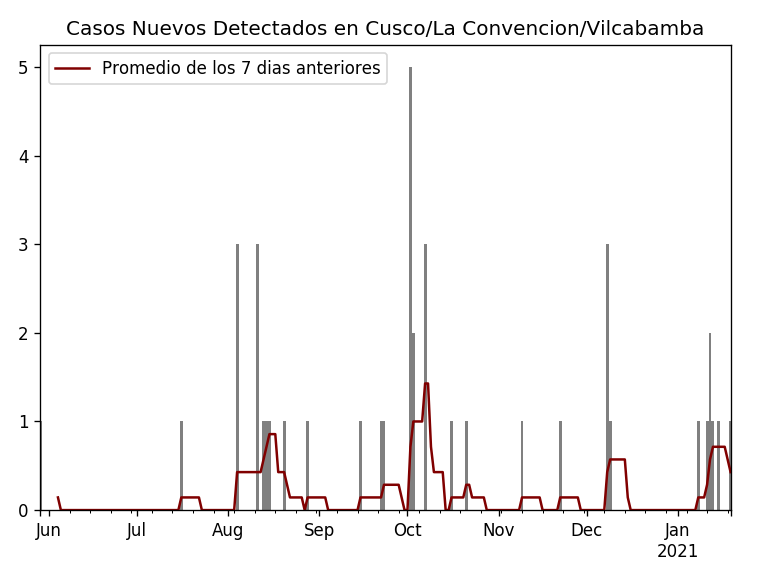 Casos Nuevos Detectados en Cusco/La Convencion/Vilcabamba
Promedio de los 7 dias anteriores
5
4
3
2
1
0
Jun Jul Aug Sep Oct Nov Dec Jan
2021